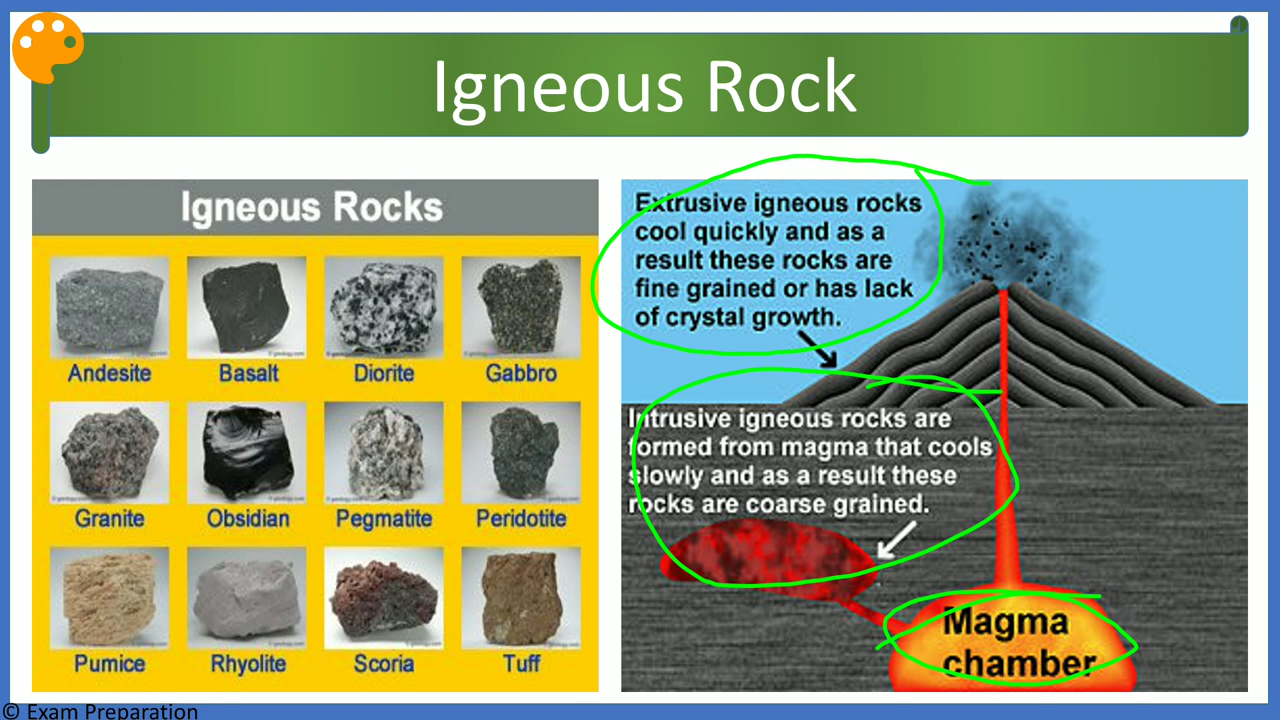 Igneous Rock
Igneous Rocks
Andesite Basalt Diorite Gabbro
Granite Obsidian Pegmatite Peridotite
Pumice Rhyolite Scoria Tuff
Extrusive igneous rocks
cool quickly and as a
result these rocks are
fine grained or has lack
of crystal growth.
Intrusive igneous rocks are
formed from magma that cools
slowly and as a result these
rocks are coarse grained.
Magma
chamber
© Exam Preparation